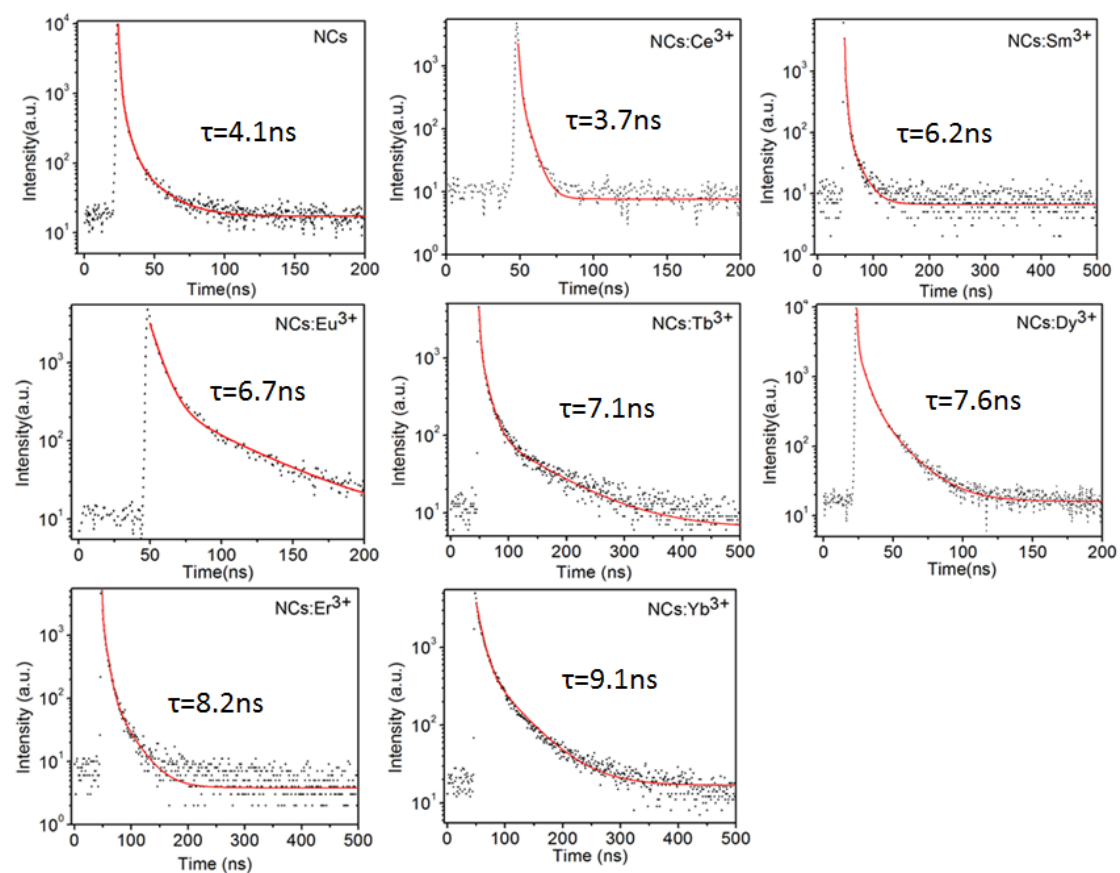 NCs
τ=4.1ns
Intensity(a.u.)
10⁴
10³
10²
10¹
0 50 100 150 200
Time(ns)
NCs:Ce³⁺
τ=3.7ns
Intensity(a.u.)
10³
10²
10¹
10⁰
0 50 100 150 200
Time (ns)
NCs:Sm³⁺
τ=6.2ns
Intensity (a.u.)
10³
10²
10¹
10⁰
0 100 200 300 400 500
Time (ns)
NCs:Eu³⁺
τ=6.7ns
Intensity (a.u.)
10³
10²
10¹
0 50 100 150 200
Time(ns)
NCs:Tb³⁺
τ=7.1ns
Intensity (a.u.)
10³
10²
10¹
0 100 200 300 400 500
Time (ns)
NCs:Dy³⁺
τ=7.6ns
Intensity (a.u.)
10⁴
10³
10²
10¹
0 50 100 150 200
Time(ns)
NCs:Er³⁺
τ=8.2ns
Intensity (a.u.)
10³
10²
10¹
10⁰
0 100 200 300 400 500
Time (ns)
NCs:Yb³⁺
τ=9.1ns
Intensity (a.u.)
10³
10²
10¹
0 100 200 300 400 500
Time (ns)